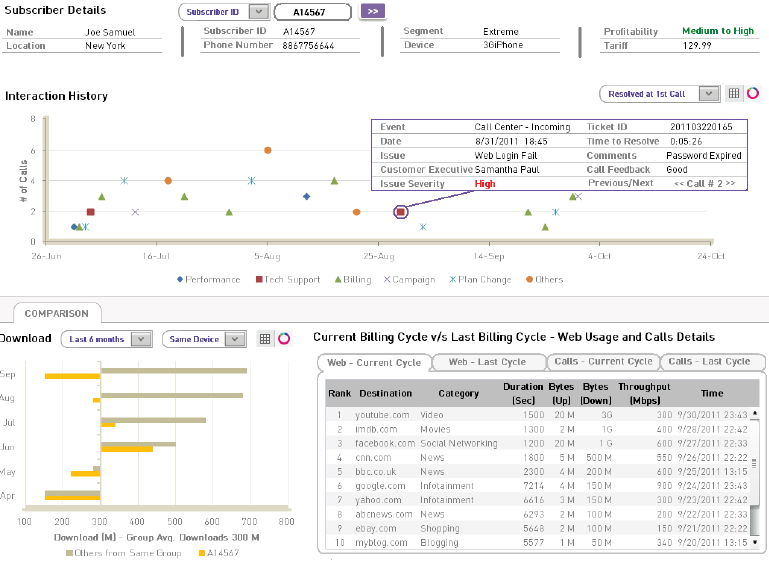 Subscriber Details
Subscriber ID A14567 >>
Name Joe Samuel Subscriber ID A14567 Segment Extreme Profitability Medium to High
Location New York Phone Number 8867756644 Device 3GiPhone Tariff 129.99
Interaction History
Resolved at 1st Call
# of Calls
8
6
4
2
0
26-Jun 16-Jul 5-Aug 25-Aug 14-Sep 4-Oct 24-Oct
Event Call Center - Incoming Ticket ID 201103220165
Date 8/31/2011 18:45 Time to Resolve 0:05:26
Issue Web Login Fail Comments Password Expired
Customer Executive Samantha Paul Call Feedback Good
Issue Severity High Previous/Next << Call # 2 >>
Performance Tech Support Billing Campaign Plan Change Others
COMPARISON
Download Last 6 months Same Device
Sep
Aug
Jul
Jun
May
Apr
100 200 300 400 500 600 700 800
Download (M) - Group Avg. Downloads 300 M
Others from Same Group A14567
Current Billing Cycle v/s Last Billing Cycle - Web Usage and Calls Details
Web - Current Cycle Web - Last Cycle Calls - Current Cycle Calls - Last Cycle
Rank Destination Category Duration (Sec) Bytes (Up) Bytes (Down) Throughput (Mbps) Time
1 youtube.com Video 1500 20 M 3G 300 9/30/2011 23:43
2 imdb.com Movies 1300 2 M 1G 400 9/28/2011 22:42
3 facebook.com Social Networking 1200 20 M 1 G 600 9/27/2011 22:33
4 cnn.com News 1800 5 M 500 M 550 9/26/2011 22:22
5 bbc.co.uk News 2300 4 M 200 M 600 9/25/2011 13:15
6 google.com Infotainment 7214 4 M 150 M 900 9/24/2011 23:43
7 yahoo.com Infotainment 6616 3 M 150 M 300 9/23/2011 22:42
8 abcnews.com News 6293 2 M 100 M 200 9/22/2011 22:33
9 ebay.com Shopping 5648 2 M 100 M 150 9/21/2011 22:22
10 myblog.com Blogging 5577 1 M 50 M 340 9/20/2011 13:15